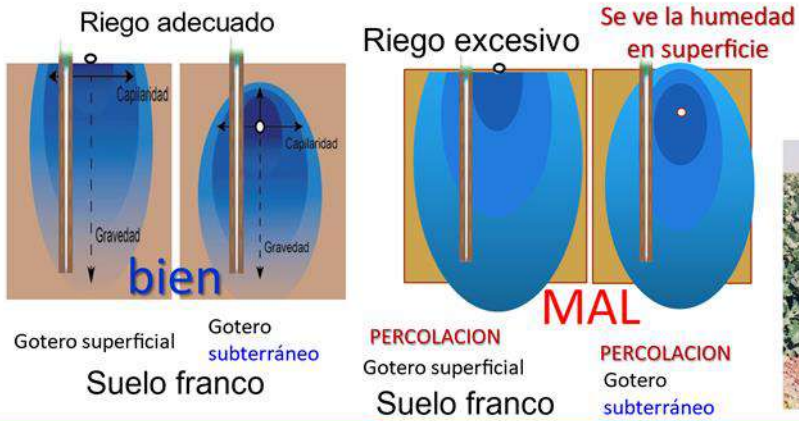 Riego adecuado
Capilaridad
Gravedad
Capilaridad
Gravedad
bien
Gotero superficial
Gotero
subterráneo
Suelo franco
Riego excesivo
Se ve la humedad
en superficie
MAL
PERCOLACION
Gotero superficial
PERCOLACION
Gotero
subterráneo
Suelo franco